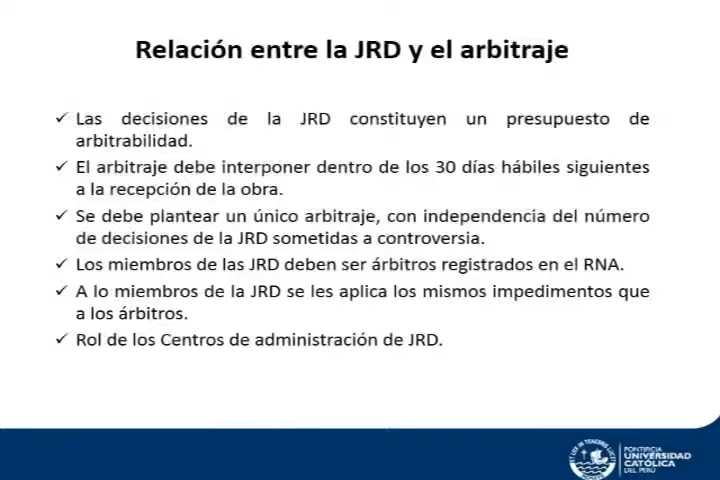 Relación entre la JRD y el arbitraje
✓ Las decisiones de la JRD constituyen un presupuesto de
arbitrabilidad.
✓ El arbitraje debe interponer dentro de los 30 días hábiles siguientes
a la recepción de la obra.
✓ Se debe plantear un único arbitraje, con independencia del número
de decisiones de la JRD sometidas a controversia.
✓ Los miembros de las JRD deben ser árbitros registrados en el RNA.
✓ A lo miembros de la JRD se les aplica los mismos impedimentos que
a los árbitros.
✓ Rol de los Centros de administración de JRD.
PONTIFICIA
UNIVERSIDAD
CATÓLICA
DEL PERÚ